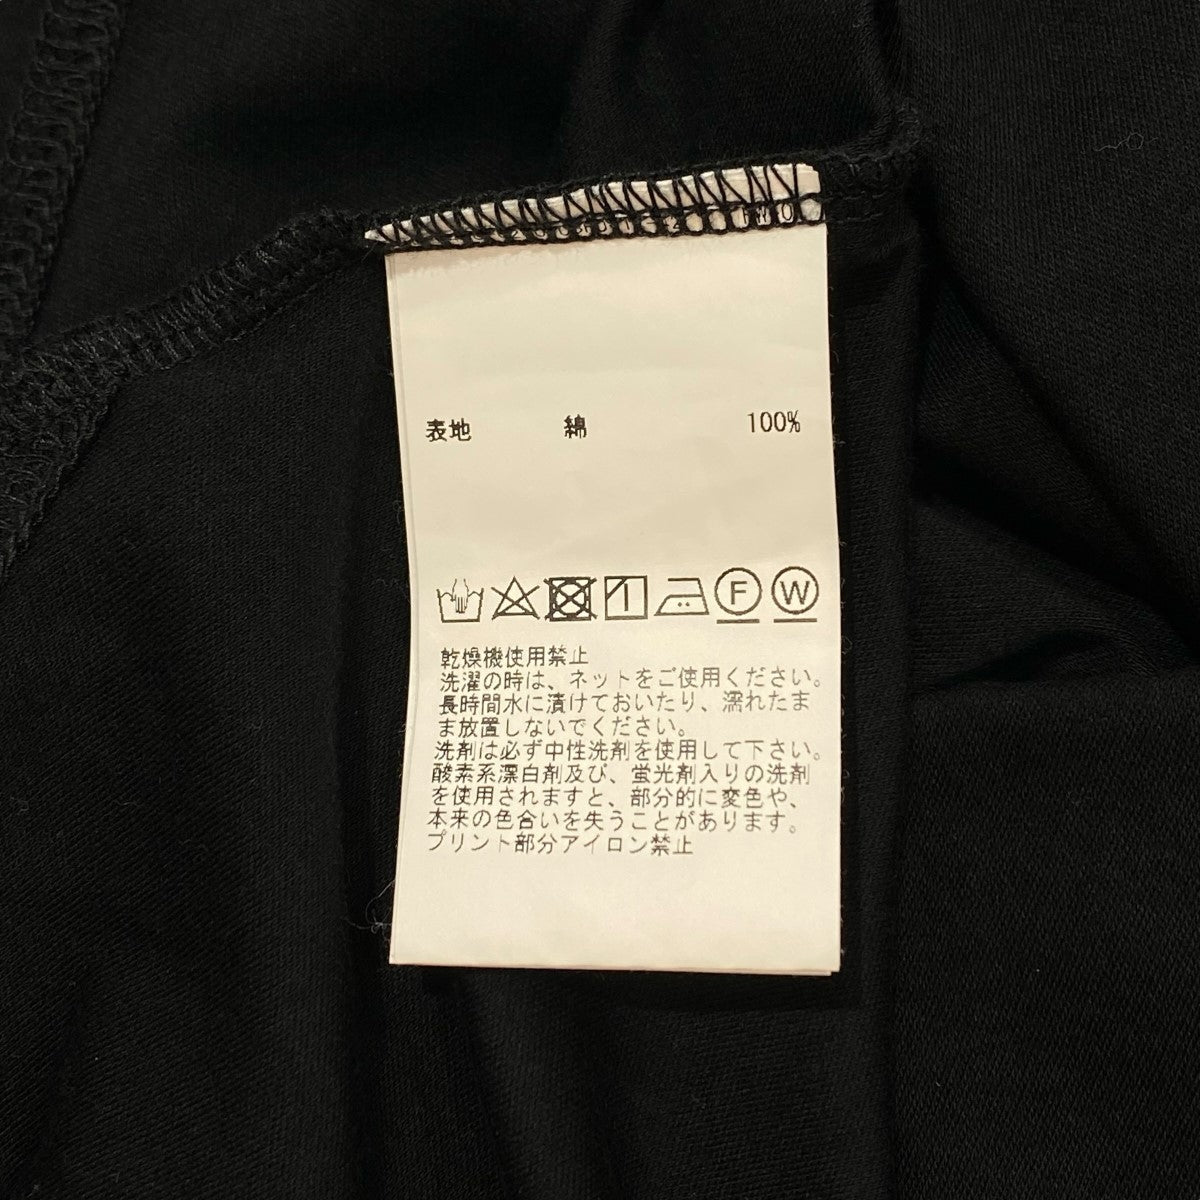 表地 綿 100%
F W
乾燥機使用禁止
洗濯の時は、ネットをご使用ください。
長時間水に漬けておいたり、濡れたま
ま放置しないでください。
洗剤は必ず中性洗剤を使用して下さい。
酸素系漂白剤及び、蛍光剤入りの洗剤
を使用されますと、部分的に変色や、
本来の色合いを失うことがあります。
プリント部分アイロン禁止